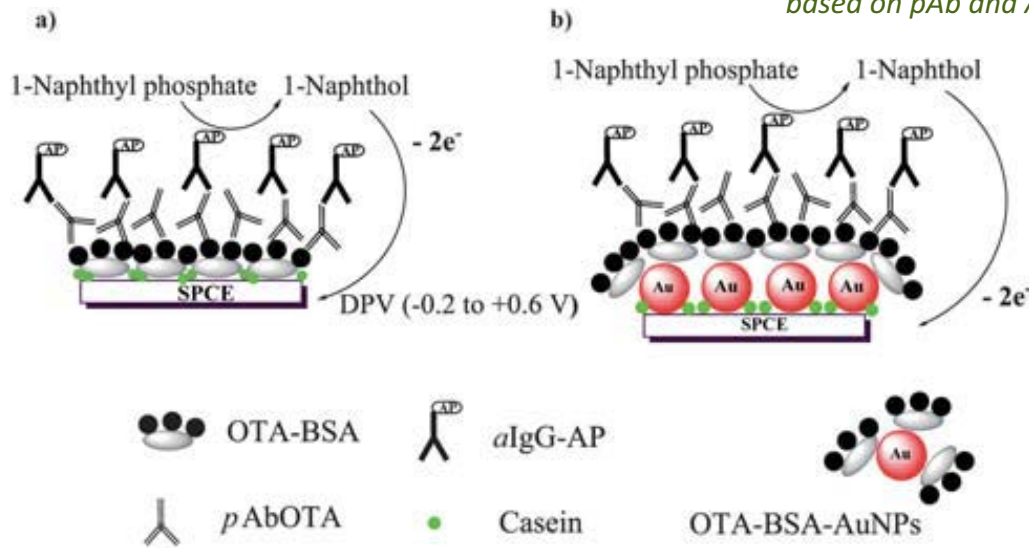 based on pAb and
a)
b)
1-Naphthyl phosphate
1-Naphthol
1-Naphthyl phosphate
1-Naphthol
AP
AP
AP
AP
AP
- 2e⁻
AP
AP
AP
AP
AP
SPCE
DPV (-0.2 to +0.6 V)
Au
Au
Au
Au
SPCE
- 2e⁻
OTA-BSA
AP
aIgG-AP
Au
pAbOTA
Casein
OTA-BSA-AuNPs